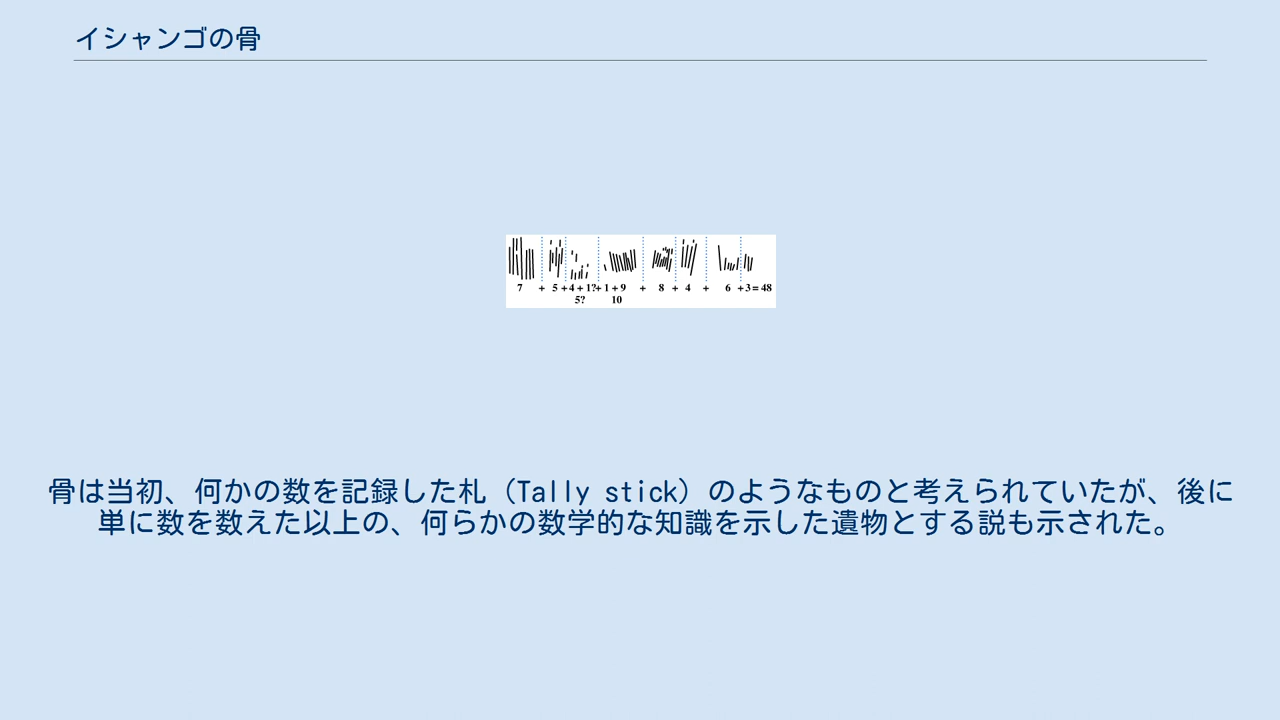 イシャンゴの骨
7 + 5 + 4 + 1? + 1 + 9 + 8 + 4 + 6 + 3 = 48
5? 10
骨は当初、何かの数を記録した札（Tally stick）のようなものと考えられていたが、後に
単に数を数えた以上の、何らかの数学的な知識を示した遺物とする説も示された。